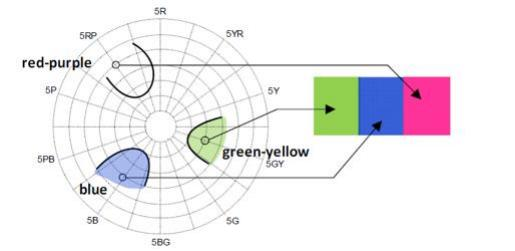 5R
5RP
5YR
red-purple
5P
5Y
green-yellow
5PB
5GY
blue
5B
5G
5BG